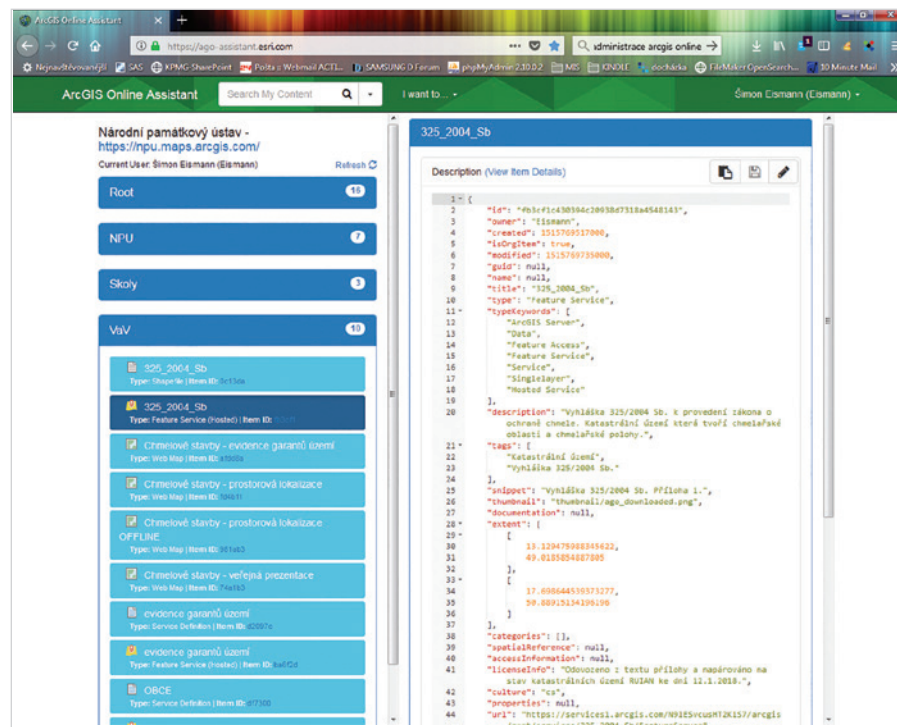 ArcGIS Online Assistant
https://ago-assistant.esri.com
administrace arcgis online
Nejnavštěvovanější SAS KPMG-SharePoint Pošta :: Webmail ACTI... SAMSUNG D Forum phpMyAdmin 2.10.0.2 MIS KINDLE docházka FileMaker OpenSearch... 10 Minute Mail
ArcGIS Online Assistant Search My Content I want to... Šimon Eismann (Eismann)
Národní památkový ústav -
https://npu.maps.arcgis.com/
Current User: Šimon Eismann (Eismann) Refresh
Root 16
NPU 7
Skoly 3
VaV 10
325_2004_Sb
Type: Shapefile | Item ID:
325_2004_Sb
Type: Feature Service (Hosted) | Item ID:
Chmelové stavby - evidence garantů území
Type: Web Map | Item ID:
Chmelové stavby - prostorová lokalizace
Type: Web Map | Item ID:
Chmelové stavby - prostorová lokalizace
OFFLINE
Type: Web Map | Item ID:
Chmelové stavby - veřejná prezentace
Type: Web Map | Item ID:
evidence garantů území
Type: Service Definition | Item ID:
evidence garantů území
Type: Feature Service (Hosted) | Item ID:
OBCE
Type: Service Definition | Item ID:
325_2004_Sb
Description (View Item Details)
1 {
2 "id": "fb3cf1c430394c20938d7318a4548143",
3 "owner": "Eismann",
4 "created": 1515769517000,
5 "isOrgItem": true,
6 "modified": 1515769735000,
7 "guid": null,
8 "name": null,
9 "title": "325_2004_Sb",
10 "type": "Feature Service",
11 "typeKeywords": [
12 "ArcGIS Server",
13 "Data",
14 "Feature Access",
15 "Feature Service",
16 "Service",
17 "Singlelayer",
18 "Hosted Service"
19 ],
20 "description": "Vyhláška 325/2004 Sb. k provedení zákona o
ochraně chmele. Katastrální území která tvoří chmelařské
oblasti a chmelařské polohy.",
21 "tags": [
22 "Katastrální území",
23 "Vyhláška 325/2004 Sb."
24 ],
25 "snippet": "Vyhláška 325/2004 Sb. Příloha 1.",
26 "thumbnail": "thumbnail/ago_downloaded.png",
27 "documentation": null,
28 "extent": [
29 [
30 13.129475988345622,
31 49.0185854887805
32 ],
33 [
34 17.698644539373277,
35 50.88915134196196
36 ]
37 ],
38 "categories": [],
39 "spatialReference": null,
40 "accessInformation": null,
41 "licenseInfo": "Odvozeno z textu přílohy a napárováno na
stav katastrálních území RUIAN ke dni 12.1.2018.",
42 "culture": "cs",
43 "properties": null,
44 "url": "https://services1.arcgis.com/N9IESvcusMT2K157/arcgis